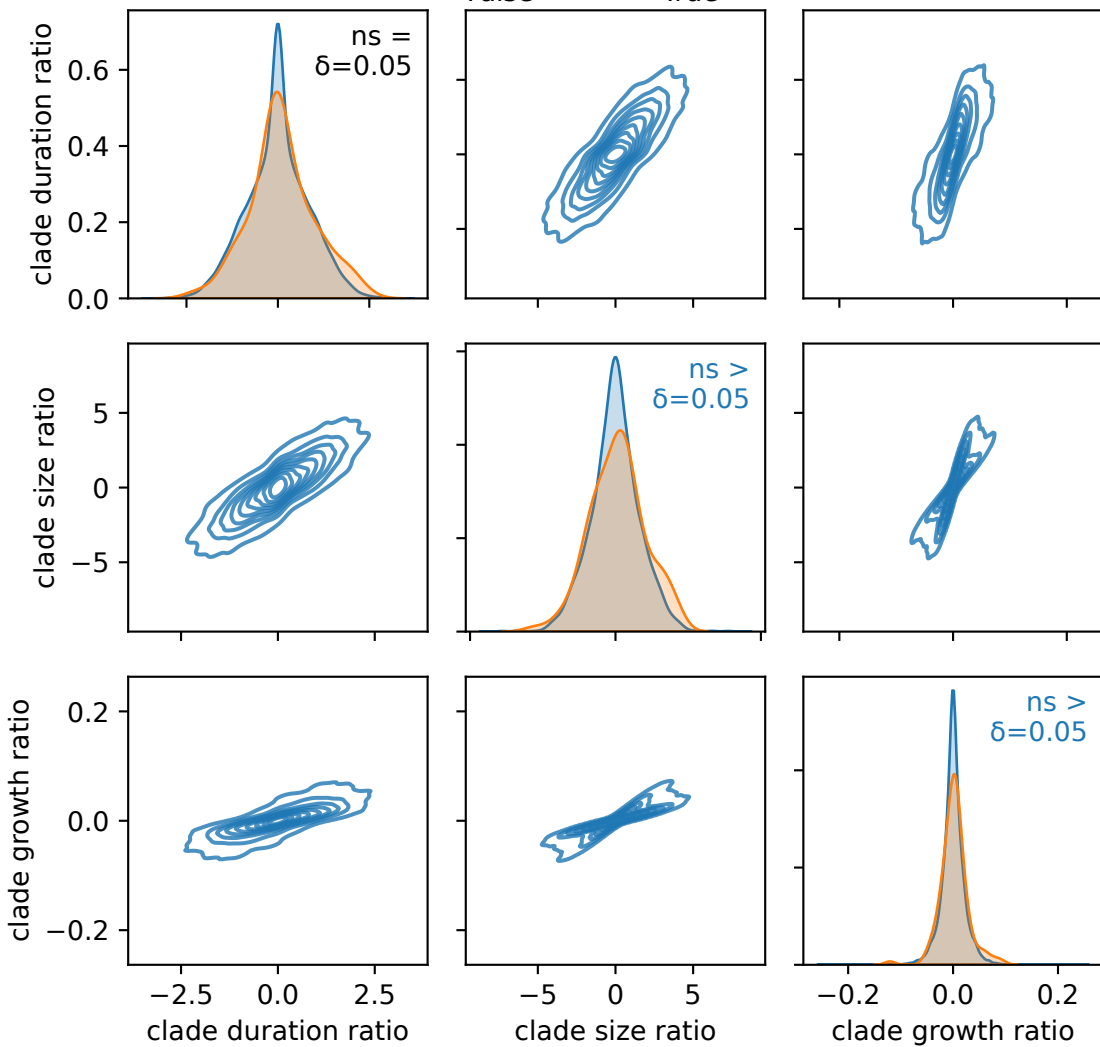 clade duration ratio
0.6
0.4
0.2
0.0
ns =
δ=0.05
clade size ratio
5
0
−5
ns >
δ=0.05
clade growth ratio
0.2
0.0
−0.2
ns >
δ=0.05
−2.5 0.0 2.5
−5 0 5
−0.2 0.0 0.2
clade duration ratio
clade size ratio
clade growth ratio